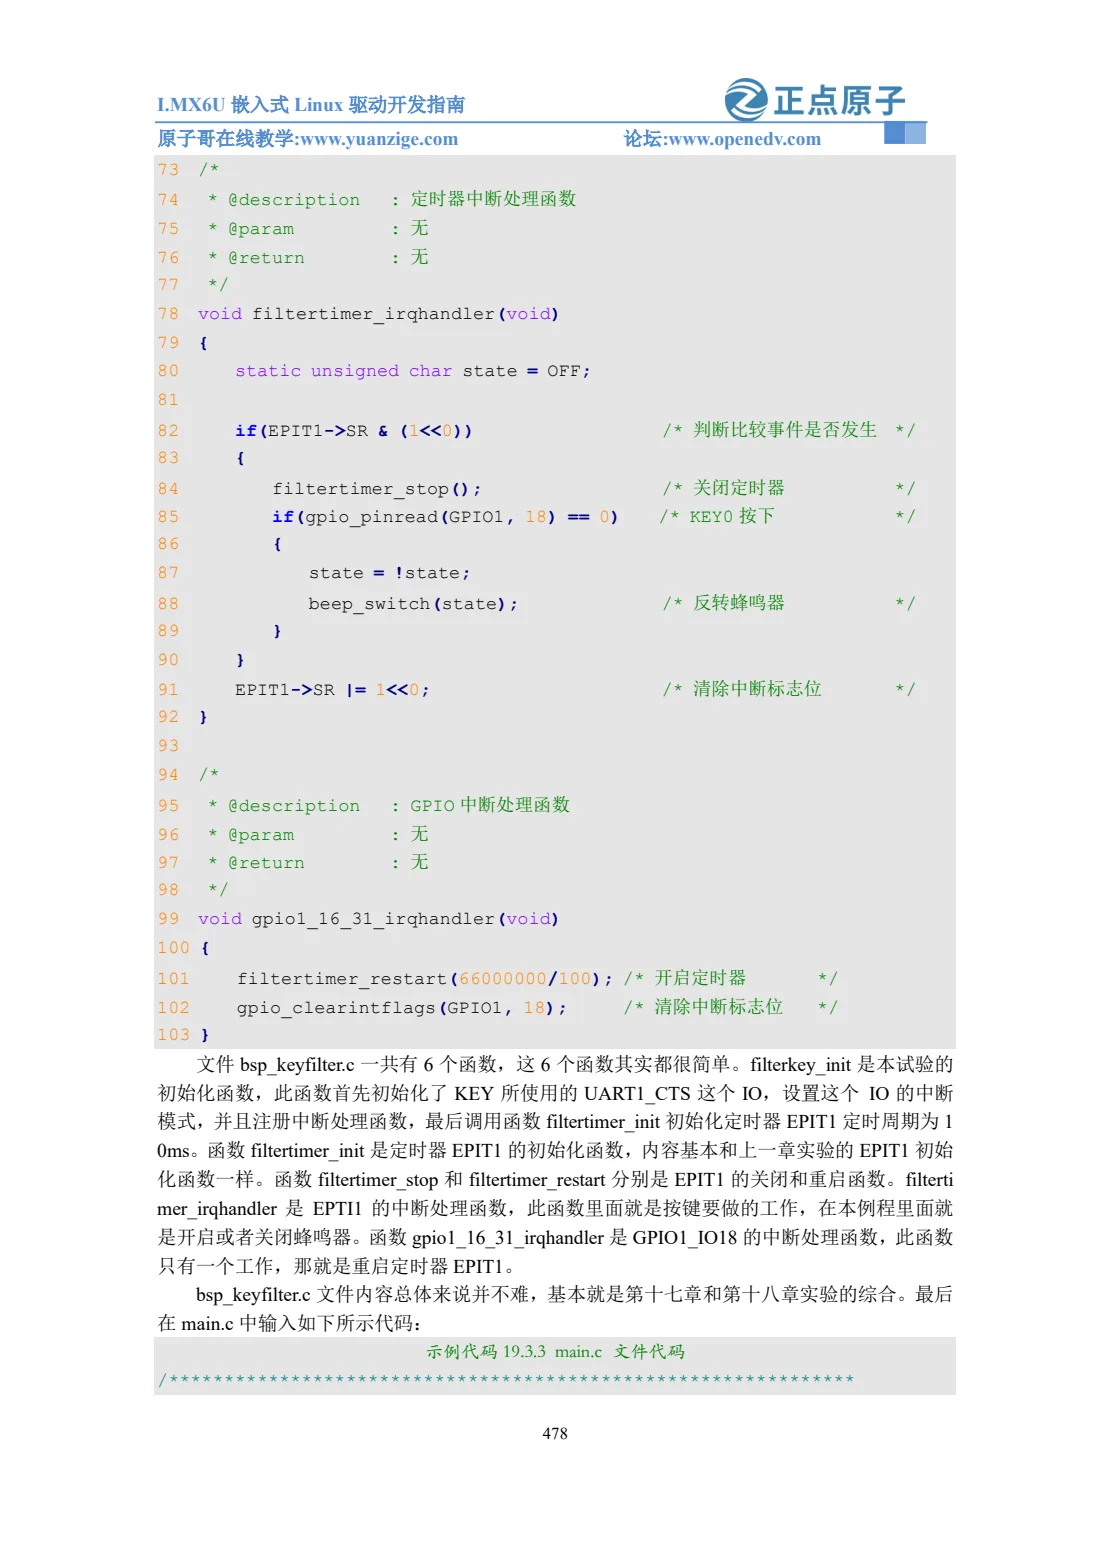 I.MX6U 嵌入式 Linux 驱动开发指南
正点原子
原子哥在线教学:www.yuanzige.com 论坛:www.openedv.com
73 /*
74  * @description : 定时器中断处理函数
75  * @param : 无
76  * @return : 无
77  */
78 void filtertimer_irqhandler(void)
79 {
80     static unsigned char state = OFF;
81
82     if(EPIT1->SR & (1<<0)) /* 判断比较事件是否发生 */
83     {
84         filtertimer_stop(); /* 关闭定时器 */
85         if(gpio_pinread(GPIO1, 18) == 0) /* KEY0 按下 */
86         {
87             state = !state;
88             beep_switch(state); /* 反转蜂鸣器 */
89         }
90     }
91     EPIT1->SR |= 1<<0; /* 清除中断标志位 */
92 }
93
94 /*
95  * @description : GPIO 中断处理函数
96  * @param : 无
97  * @return : 无
98  */
99 void gpio1_16_31_irqhandler(void)
100 {
101     filtertimer_restart(66000000/100); /* 开启定时器 */
102     gpio_clearintflags(GPIO1, 18); /* 清除中断标志位 */
103 }
文件 bsp_keyfilter.c 一共有 6 个函数，这 6 个函数其实都很简单。filterkey_init 是本试验的
初始化函数，此函数首先初始化了 KEY 所使用的 UART1_CTS 这个 IO，设置这个 IO 的中断
模式，并且注册中断处理函数，最后调用函数 filtertimer_init 初始化定时器 EPIT1 定时周期为 1
0ms。函数 filtertimer_init 是定时器 EPIT1 的初始化函数，内容基本和上一章实验的 EPIT1 初始
化函数一样。函数 filtertimer_stop 和 filtertimer_restart 分别是 EPIT1 的关闭和重启函数。filterti
mer_irqhandler 是 EPTI1 的中断处理函数，此函数里面就是按键要做的工作，在本例程里面就
是开启或者关闭蜂鸣器。函数 gpio1_16_31_irqhandler 是 GPIO1_IO18 的中断处理函数，此函数
只有一个工作，那就是重启定时器 EPIT1。
bsp_keyfilter.c 文件内容总体来说并不难，基本就是第十七章和第十八章实验的综合。最后
在 main.c 中输入如下所示代码：
示例代码 19.3.3 main.c 文件代码
/**************************************************************
478